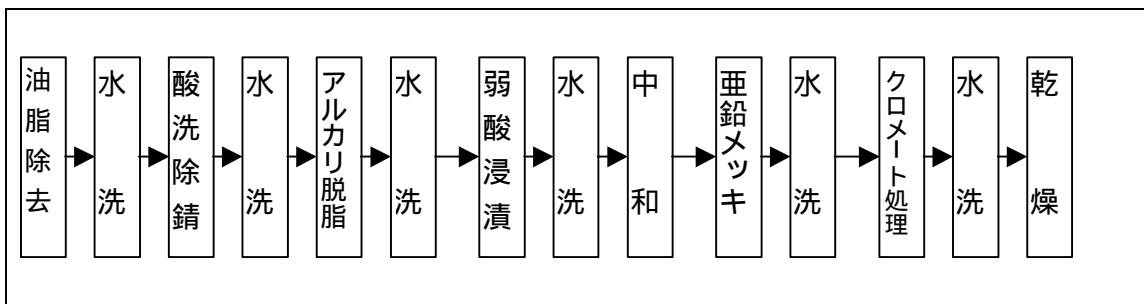 油脂除去
水洗
酸洗除錆
水洗
アルカリ脱脂
水洗
弱酸浸漬
水洗
中和
亜鉛メッキ
水洗
クロメート処理
水洗
乾燥